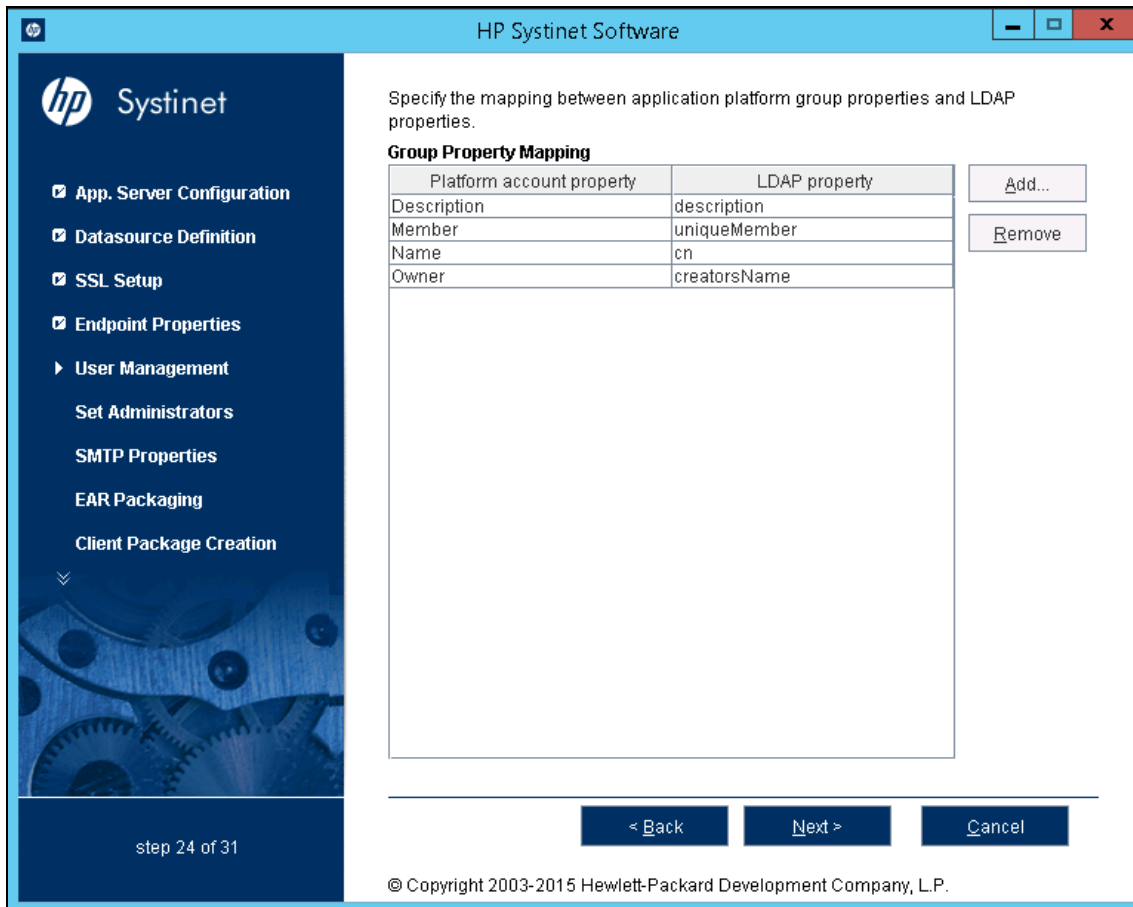 HP Systinet Software
hp Systinet
App. Server Configuration
Datasource Definition
SSL Setup
Endpoint Properties
User Management
Set Administrators
SMTP Properties
EAR Packaging
Client Package Creation
step 24 of 31
Specify the mapping between application platform group properties and LDAP
properties.
Group Property Mapping
Platform account property LDAP property
Description description
Member uniqueMember
Name cn
Owner creatorsName
Add...
Remove
< Back Next > Cancel
© Copyright 2003-2015 Hewlett-Packard Development Company, L.P.